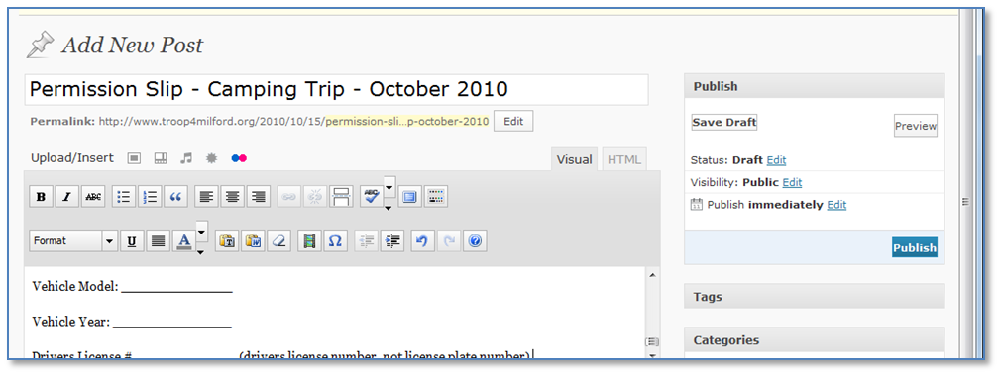 Add New Post
Permission Slip - Camping Trip - October 2010
Permalink: http://www.troop4milford.org/2010/10/15/permission-sli…p-october-2010 Edit
Upload/Insert
Visual HTML
B I ABC
Format U A
Vehicle Model: ________________
Vehicle Year: _________________
Drivers License # _______________ (drivers license number, not license plate number)
Publish
Save Draft
Preview
Status: Draft Edit
Visibility: Public Edit
Publish immediately Edit
Publish
Tags
Categories